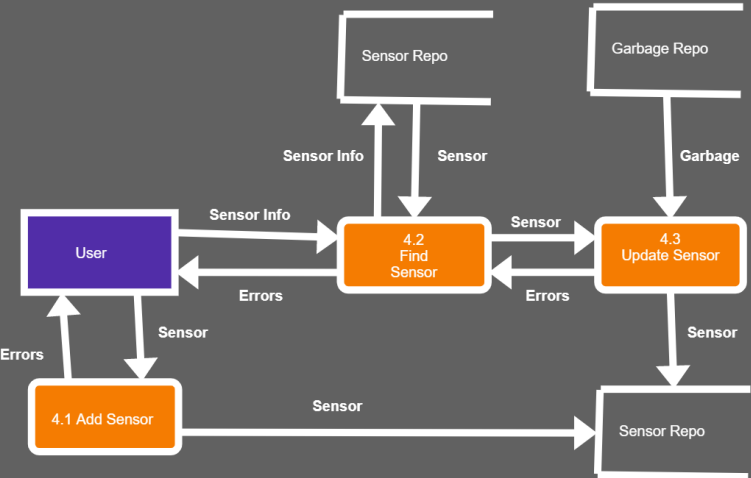 Sensor Repo
Garbage Repo
Sensor Info
Sensor
Garbage
Sensor Info
User
4.2
Find
Sensor
Sensor
4.3
Update Sensor
Errors
Errors
Sensor
Sensor
Errors
4.1 Add Sensor
Sensor
Sensor Repo